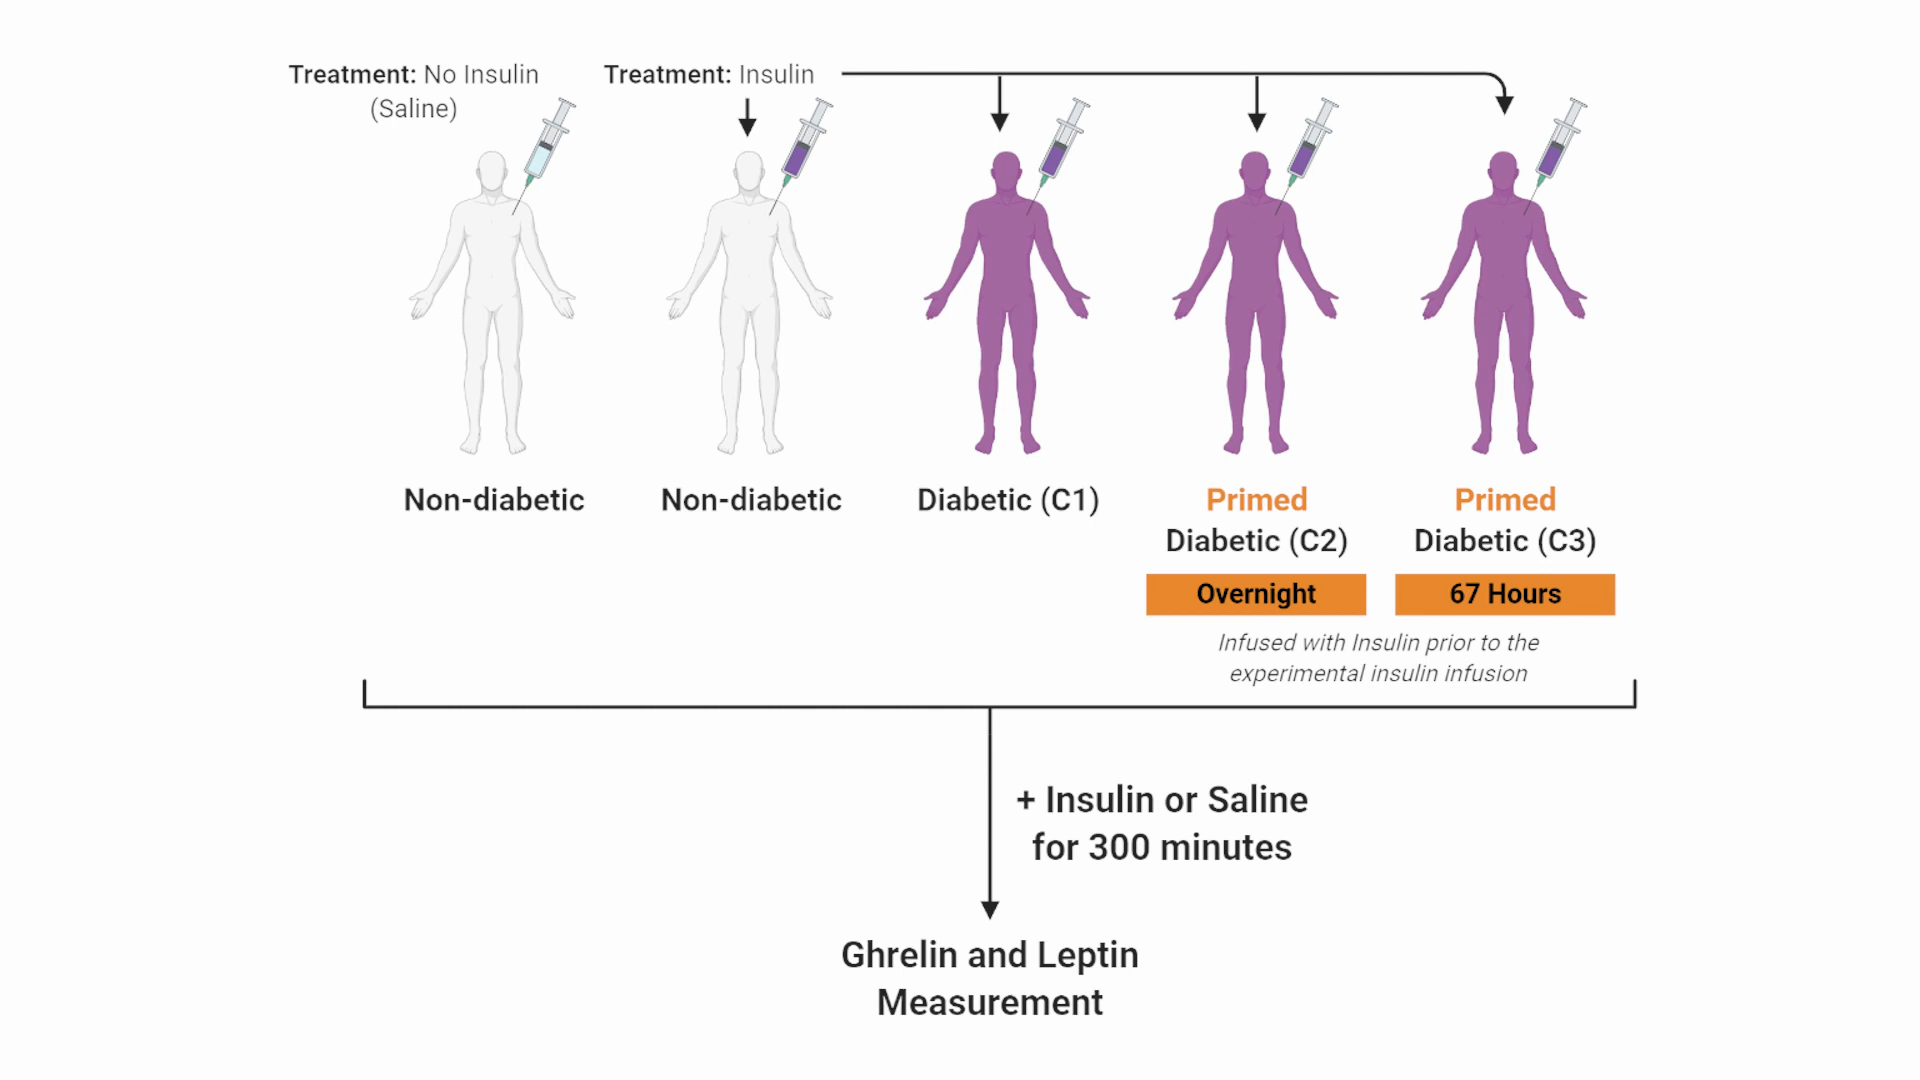 Treatment: No Insulin
(Saline)
Treatment: Insulin
Non-diabetic
Non-diabetic
Diabetic (C1)
Primed
Diabetic (C2)
Overnight
Primed
Diabetic (C3)
67 Hours
Infused with Insulin prior to the
experimental insulin infusion
+ Insulin or Saline
for 300 minutes
Ghrelin and Leptin
Measurement